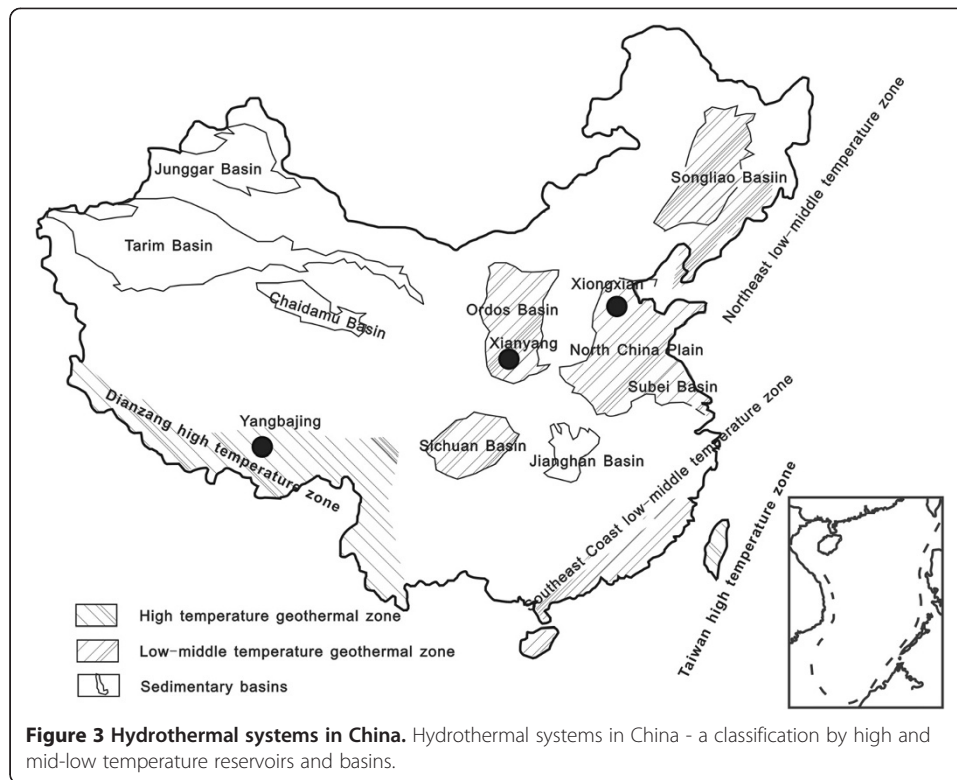 Junggar Basin
Songliao Basiin
Northeast low-middle temperature zone
Tarim Basin
Chaidamu Basin
Xiongxian
Ordos Basin
Xianyang
North China Plain
Subei Basin
Dianzang high temperature zone
Yangbajing
Sichuan Basin
Jianghan Basin
Southeast Coast low-middle temperature zone
Taiwan high temperature zone
High temperature geothermal zone
Low-middle temperature geothermal zone
Sedimentary basins
Figure 3 Hydrothermal systems in China. Hydrothermal systems in China - a classification by high and
mid-low temperature reservoirs and basins.